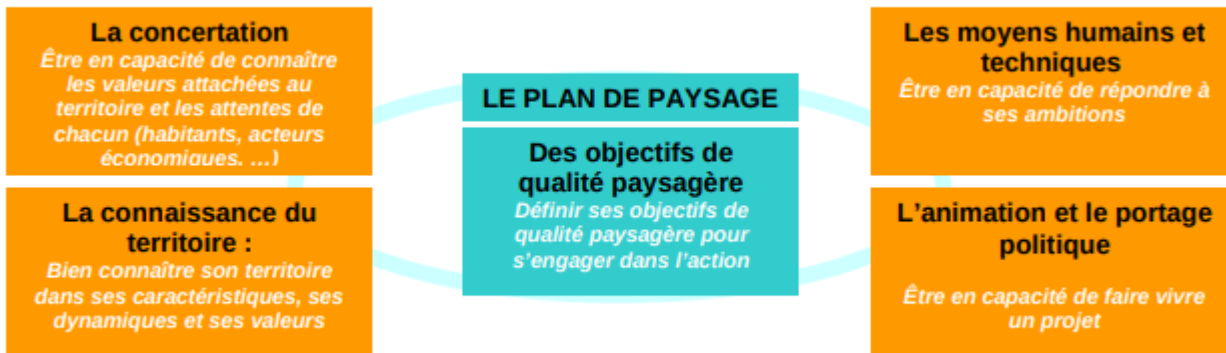 La concertation
Être en capacité de connaître
les valeurs attachées au
territoire et les attentes de
chacun (habitants, acteurs
économiques, ...)
La connaissance du
territoire :
Bien connaître son territoire
dans ses caractéristiques, ses
dynamiques et ses valeurs
LE PLAN DE PAYSAGE
Des objectifs de
qualité paysagère
Définir ses objectifs de
qualité paysagère pour
s'engager dans l'action
Les moyens humains et
techniques
Être en capacité de répondre à
ses ambitions
L'animation et le portage
politique
Être en capacité de faire vivre
un projet